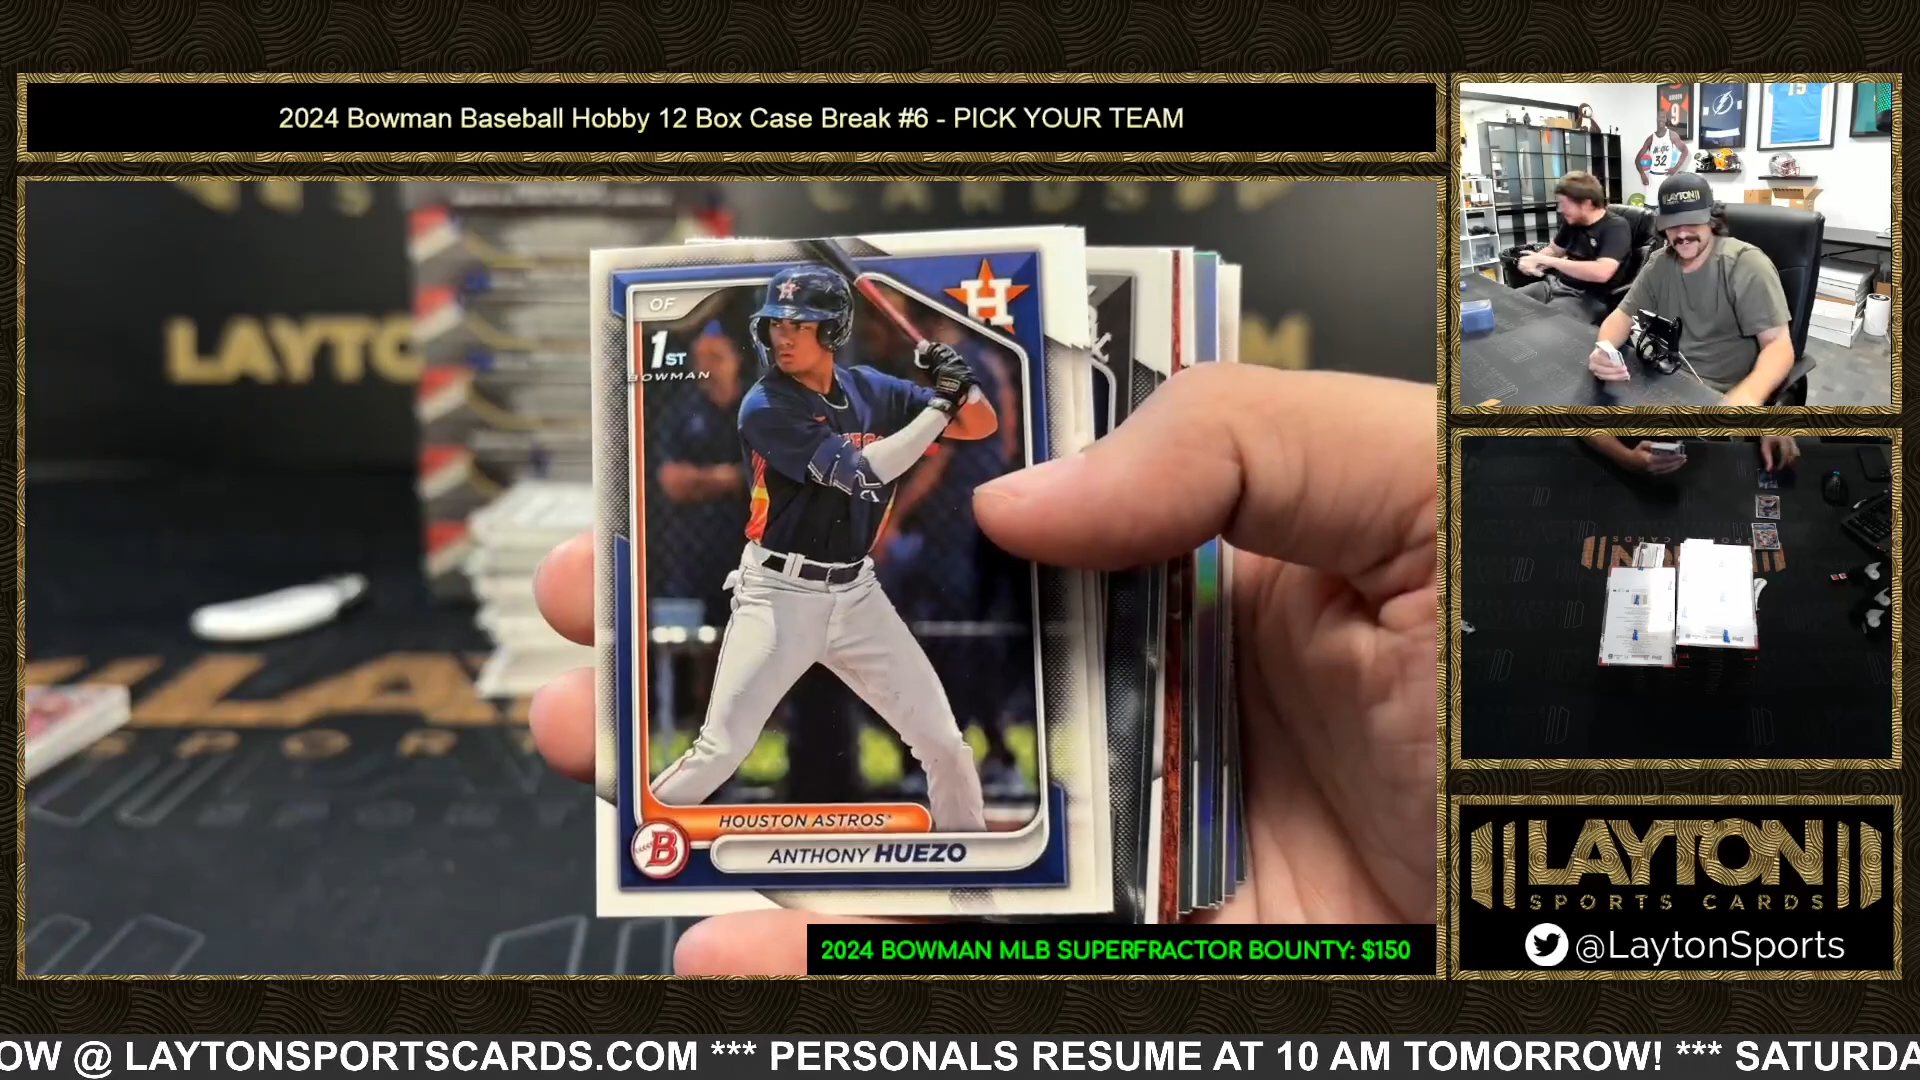 2024 Bowman Baseball Hobby 12 Box Case Break #6 - PICK YOUR TEAM
OF
1ST
BOWMAN
HOUSTON ASTROS
B
ANTHONY HUEZO
2024 BOWMAN MLB SUPERFRACTOR BOUNTY: $150
LAYTON
SPORTS CARDS
@LaytonSports
OW @ LAYTONSPORTSCARDS.COM *** PERSONALS RESUME AT 10 AM TOMORROW! *** SATURDA